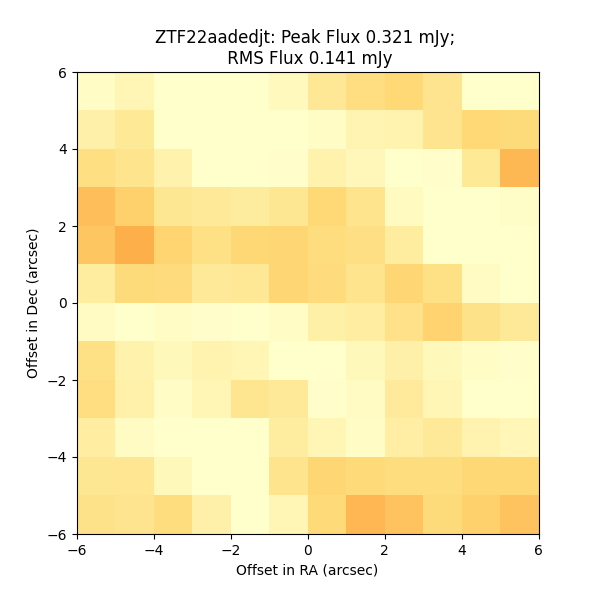 ZTF22aadedjt: Peak Flux 0.321 mJy;
RMS Flux 0.141 mJy
6
4
2
0
−2
−4
−6
Offset in Dec (arcsec)
−6 −4 −2 0 2 4 6
Offset in RA (arcsec)